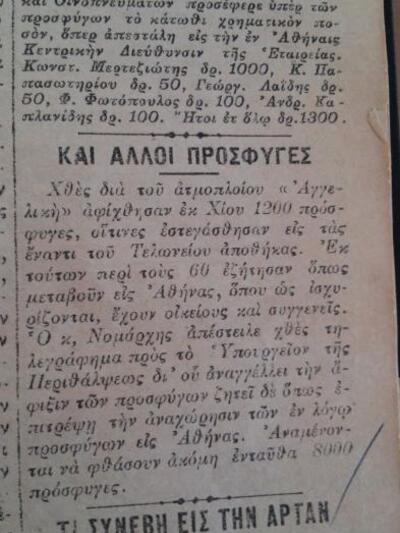 καὶ Οἰνοπνευμάτων προσέφερε ὑπὲρ τῶν
προσφύγων τὸ κάτωθι χρηματικὸν πο-
σόν, ὅπερ ἀπεστάλη εἰς τὴν ἐν Ἀθήναις
Κεντρικὴν Διεύθυνσιν τῆς Ἑταιρείας.
Κωνστ. Μερτεζιώτης δρ. 1000, Κ. Πα-
πασωτηρίου δρ. 50, Γεώργ. Λαΐδης δρ.
50, Φ. Φωτόπουλος δρ. 100, Ἀνδρ. Κα-
πλανίδης δρ. 100. Ἤτοι ἐτ ὅλῳ δρ.1300.
ΚΑΙ ΑΛΛΟΙ ΠΡΟΣΦΥΓΕΣ
Χθὲς διὰ τοῦ ἀτμοπλοίου «Ἀγγε-
λικὴ» ἀφίχθησαν ἐκ Χίου 1200 πρόσ-
φυγες, οἵτινες ἐστεγάσθησαν εἰς τὰς
ἔναντι τοῦ Τελωνείου ἀποθήκας. Ἐκ
τούτων περὶ τοὺς 60 ἐζήτησαν ὅπως
μεταβοῦν εἰς Ἀθήνας, ὅπου ὡς ἰσχυ-
ρίζονται, ἔχουν οἰκείους καὶ συγγενεῖς.
Ὁ κ, Νομάρχης ἀπέστειλε χθὲς τη-
λεγράφημα πρὸς τὸ Ὑπουργεῖον τῆς
Περιθάλψεως δι' οὗ ἀναγγέλλει τὴν ἄ-
φιξιν τῶν προσφύγων ζητεῖ δὲ ὅπως ἐ-
πιτρέψῃ τὴν ἀναχώρησιν τῶν ἐν λόγῳ
προσφύγων εἰς Ἀθήνας. Ἀναμένον-
ται νὰ φθάσουν ἀκόμη ἐνταῦθα 8000
πρόσφυγες.
ΤΙ ΣΥΝΕΒΗ ΕΙΣ ΤΗΝ ΑΡΤΑΝ